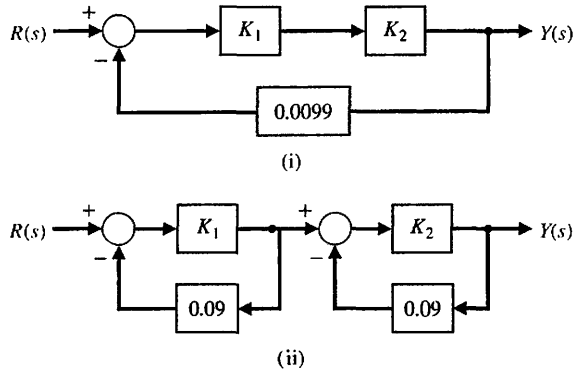 R(s) + K₁ K₂ Y(s)
−
0.0099
(i)
R(s) + K₁ + K₂ Y(s)
− −
0.09 0.09
(ii)